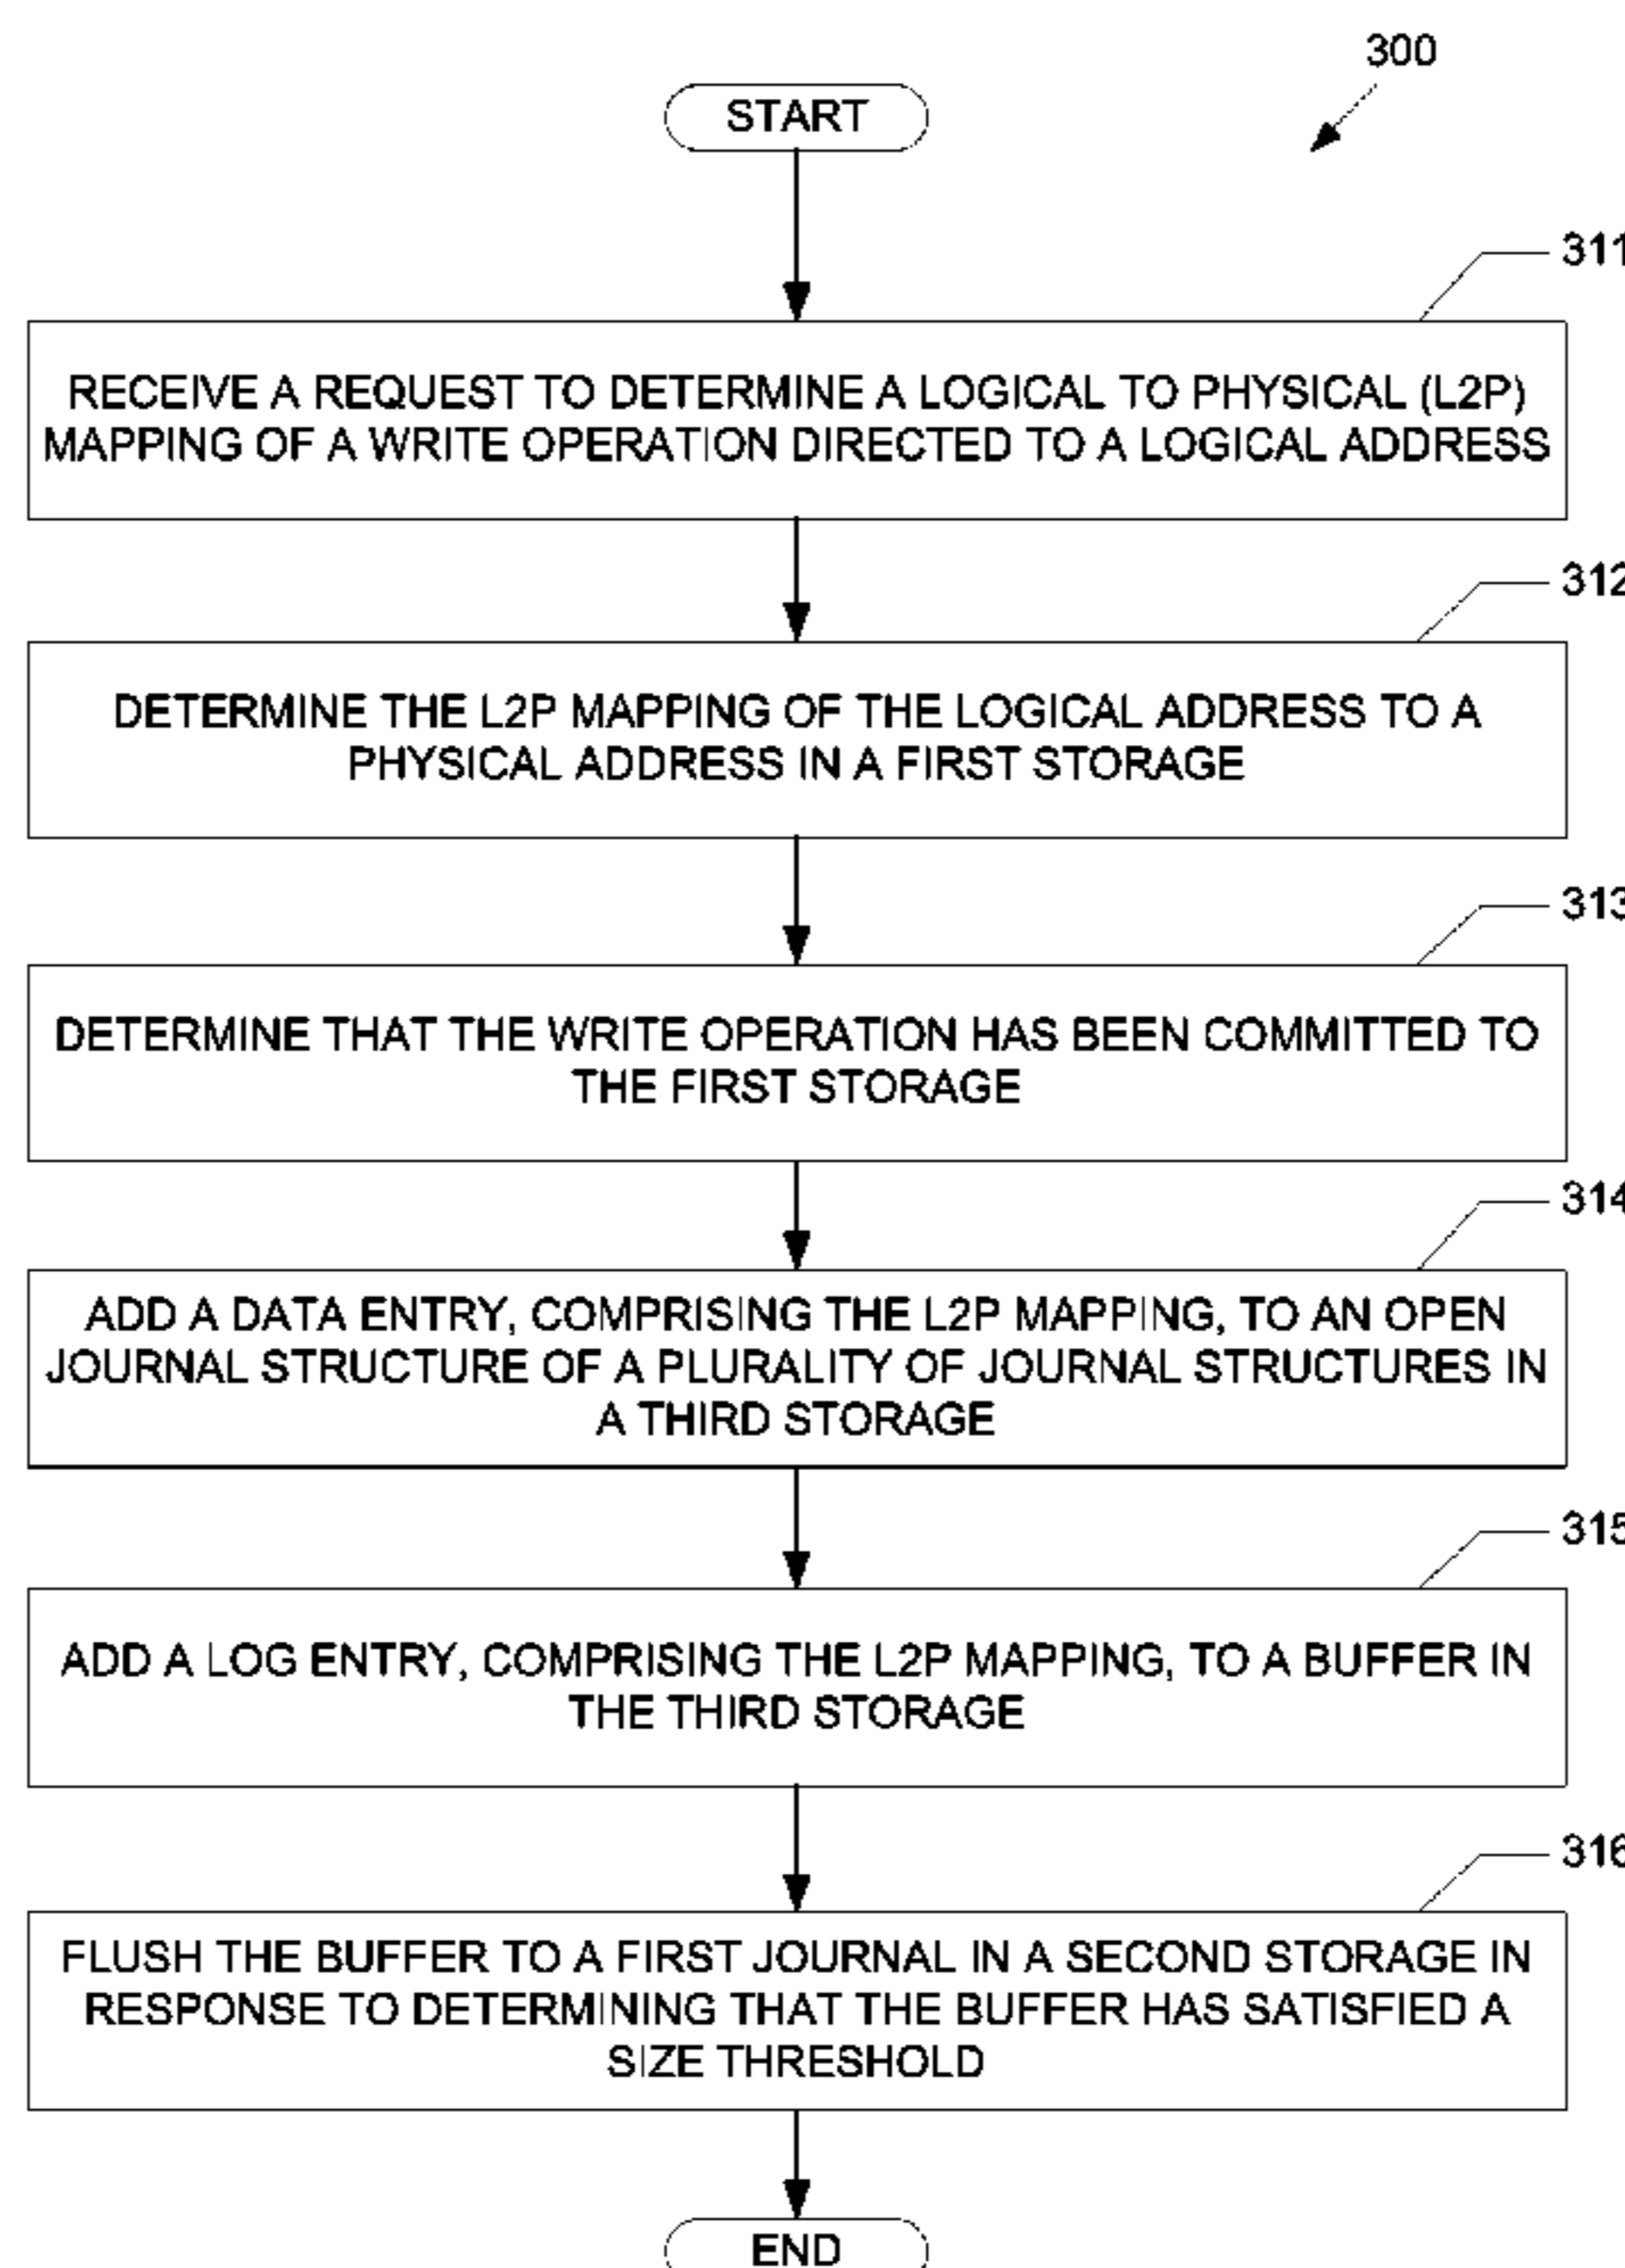 300
START
311
RECEIVE A REQUEST TO DETERMINE A LOGICAL TO PHYSICAL (L2P)
MAPPING OF A WRITE OPERATION DIRECTED TO A LOGICAL ADDRESS
312
DETERMINE THE L2P MAPPING OF THE LOGICAL ADDRESS TO A
PHYSICAL ADDRESS IN A FIRST STORAGE
313
DETERMINE THAT THE WRITE OPERATION HAS BEEN COMMITTED TO
THE FIRST STORAGE
314
ADD A DATA ENTRY, COMPRISING THE L2P MAPPING, TO AN OPEN
JOURNAL STRUCTURE OF A PLURALITY OF JOURNAL STRUCTURES IN
A THIRD STORAGE
315
ADD A LOG ENTRY, COMPRISING THE L2P MAPPING, TO A BUFFER IN
THE THIRD STORAGE
316
FLUSH THE BUFFER TO A FIRST JOURNAL IN A SECOND STORAGE IN
RESPONSE TO DETERMINING THAT THE BUFFER HAS SATISFIED A
SIZE THRESHOLD
END